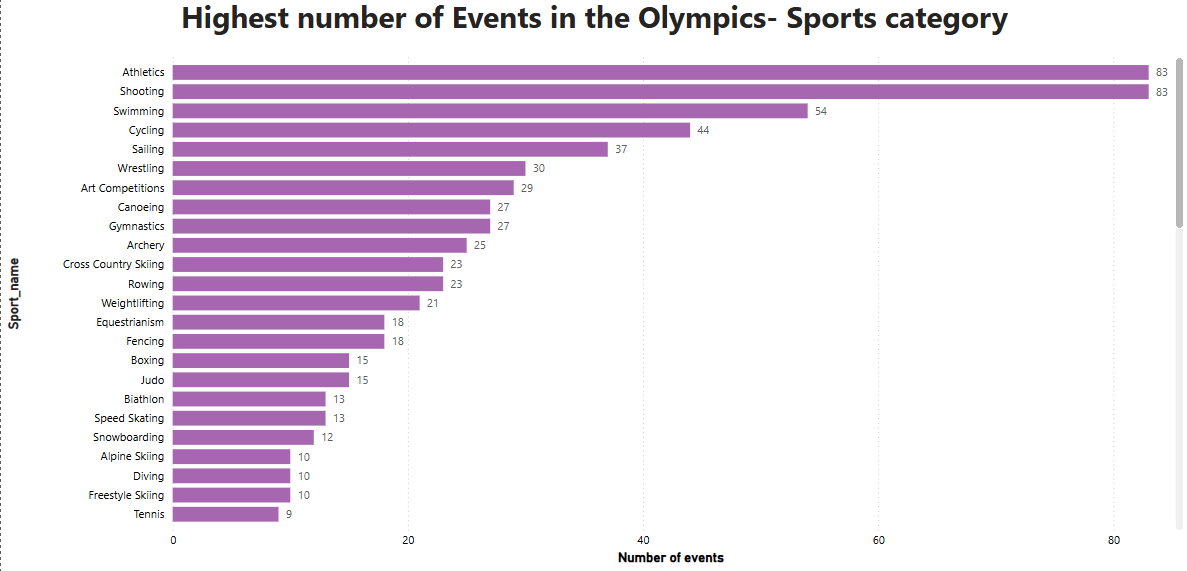 Highest number of Events in the Olympics- Sports category
Sport_name
Athletics 83
Shooting 83
Swimming 54
Cycling 44
Sailing 37
Wrestling 30
Art Competitions 29
Canoeing 27
Gymnastics 27
Archery 25
Cross Country Skiing 23
Rowing 23
Weightlifting 21
Equestrianism 18
Fencing 18
Boxing 15
Judo 15
Biathlon 13
Speed Skating 13
Snowboarding 12
Alpine Skiing 10
Diving 10
Freestyle Skiing 10
Tennis 9
0 20 40 60 80
Number of events